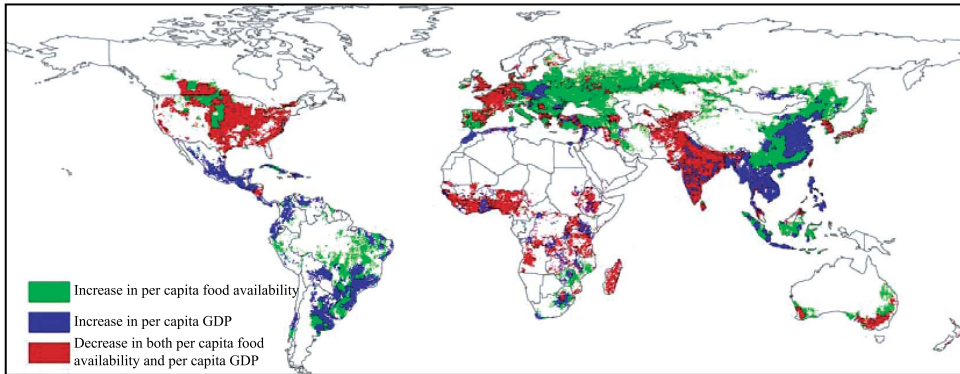 Increase in per capita food availability
Increase in per capita GDP
Decrease in both per capita food
availability and per capita GDP